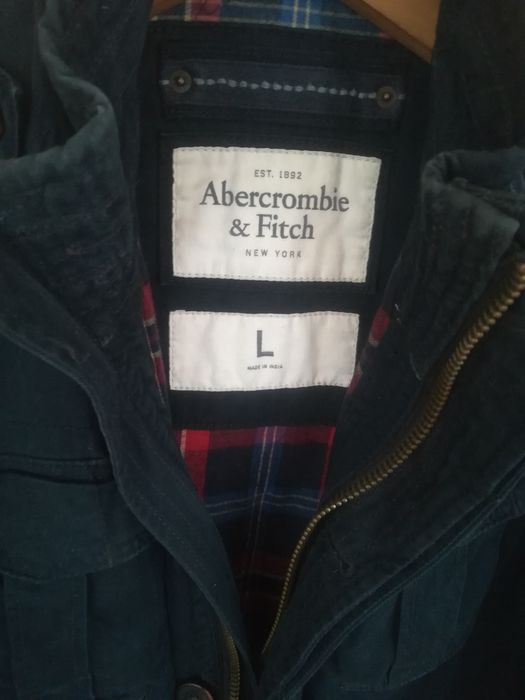 EST. 1892
Abercrombie
& Fitch
NEW YORK
L
MADE IN INDIA